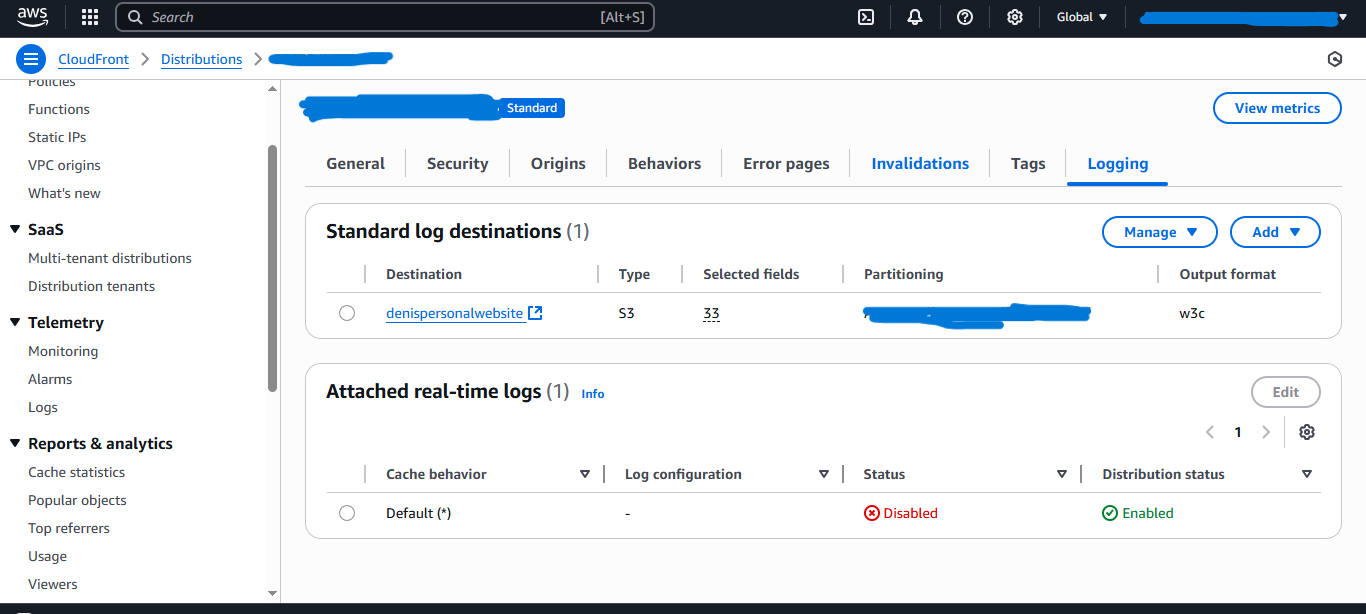 aws Search [Alt+S] Global
CloudFront Distributions
Policies
Functions
Static IPs
VPC origins
What's new
SaaS
Multi-tenant distributions
Distribution tenants
Telemetry
Monitoring
Alarms
Logs
Reports & analytics
Cache statistics
Popular objects
Top referrers
Usage
Viewers
Standard View metrics
General Security Origins Behaviors Error pages Invalidations Tags Logging
Standard log destinations (1) Manage Add
Destination Type Selected fields Partitioning Output format
denispersonalwebsite S3 33 w3c
Attached real-time logs (1) Info Edit
1
Cache behavior Log configuration Status Distribution status
Default (*) - Disabled Enabled